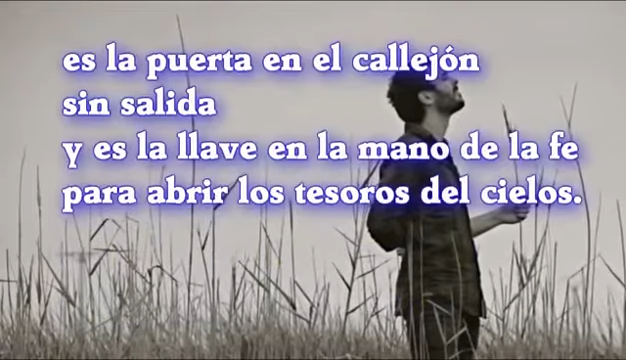 es la puerta en el callejón
sin salida
y es la llave en la mano de la fe
para abrir los tesoros del cielos.